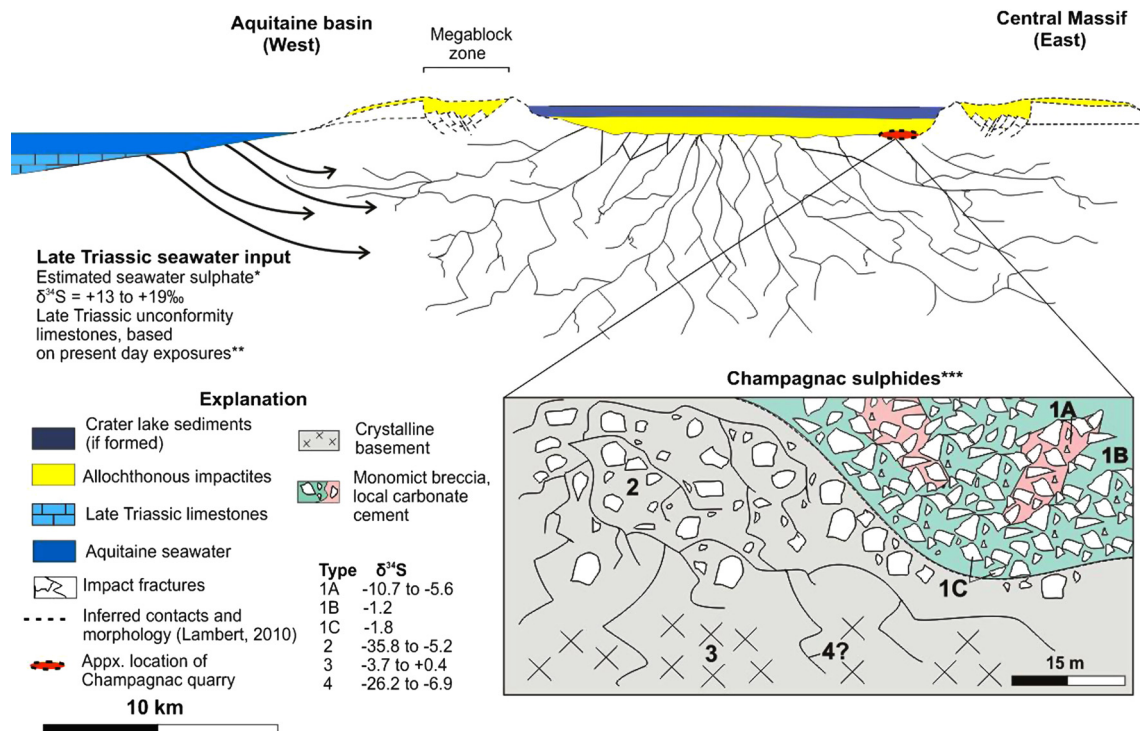 Aquitaine basin
(West)
Megablock
zone
Central Massif
(East)
Late Triassic seawater input
Estimated seawater sulphate*
δ³⁴S = +13 to +19‰
Late Triassic unconformity
limestones, based
on present day exposures**
Explanation
Crater lake sediments
(if formed)
Allochthonous impactites
Late Triassic limestones
Aquitaine seawater
Impact fractures
Inferred contacts and
morphology (Lambert, 2010)
Appx. location of
Champagnac quarry
10 km
Crystalline
basement
Monomict breccia,
local carbonate
cement
Type δ³⁴S
1A -10.7 to -5.6
1B -1.2
1C -1.8
2 -35.8 to -5.2
3 -3.7 to +0.4
4 -26.2 to -6.9
Champagnac sulphides***
1A
1B
2
1C
3
4?
15 m